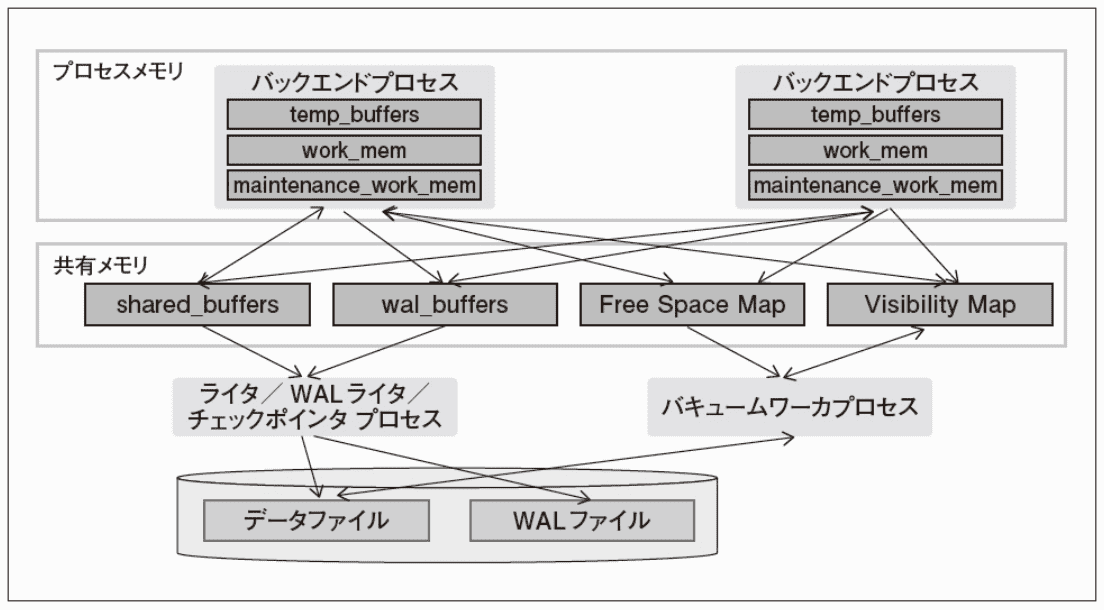 プロセスメモリ
バックエンドプロセス
temp_buffers
work_mem
maintenance_work_mem
バックエンドプロセス
temp_buffers
work_mem
maintenance_work_mem
共有メモリ
shared_buffers
wal_buffers
Free Space Map
Visibility Map
ライタ／ WALライタ／
チェックポインタ プロセス
バキュームワーカプロセス
データファイル
WALファイル